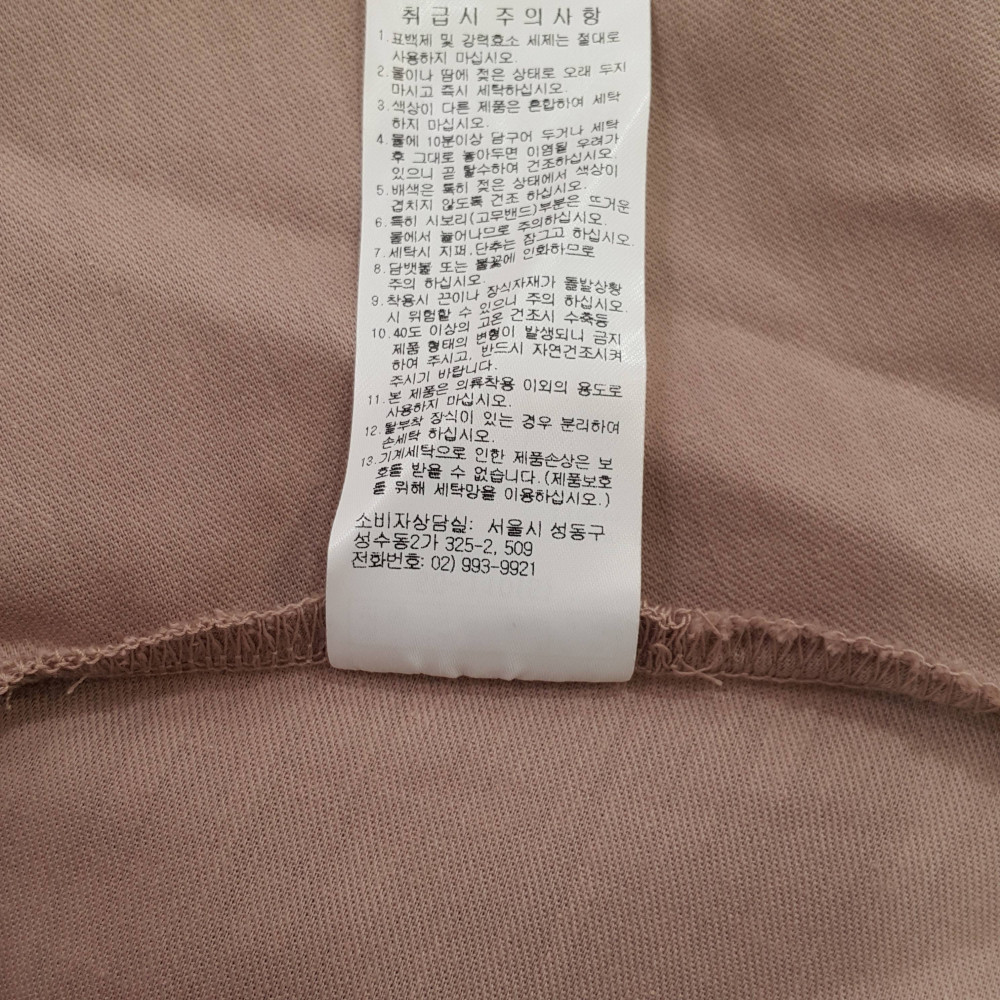 취급시 주의사항
1.표백제 및 강력효소 세제는 절대로
사용하지 마십시오.
2.물이나 땀에 젖은 상태로 오래 두지
마시고 즉시 세탁하십시오.
3.색상이 다른 제품은 혼합하여 세탁
하지 마십시오.
4.물에 10분이상 담구어 두거나 세탁
후 그대로 놓아두면 이염될 우려가
있으니 곧 탈수하여 건조하십시오.
5.배색은 특히 젖은 상태에서 색상이
겹치지 않도록 건조 하십시오.
6.특히 시보리(고무밴드)부분은 뜨거운
물에서 늘어나므로 주의하십시오.
7.세탁시 지퍼,단추는 잠그고 하십시오.
8.담뱃불 또는 불꽃에 인화하므로
주의 하십시오.
9.착용시 끈이나 장식자재가 돌발상황
시 위험할 수 있으니 주의 하십시오.
10.40도 이상의 고온 건조시 수축등
제품 형태의 변형이 발생되니 금지
하여 주시고, 반드시 자연건조시켜
주시기 바랍니다.
11.본 제품은 의류착용 이외의 용도로
사용하지 마십시오.
12.탈부착 장식이 있는 경우 분리하여
손세탁 하십시오.
13.기계세탁으로 인한 제품손상은 보
호를 받을 수 없습니다.(제품보호
를 위해 세탁망을 이용하십시오.)
소비자상담실: 서울시 성동구
성수동2가 325-2, 509
전화번호: 02) 993-9921